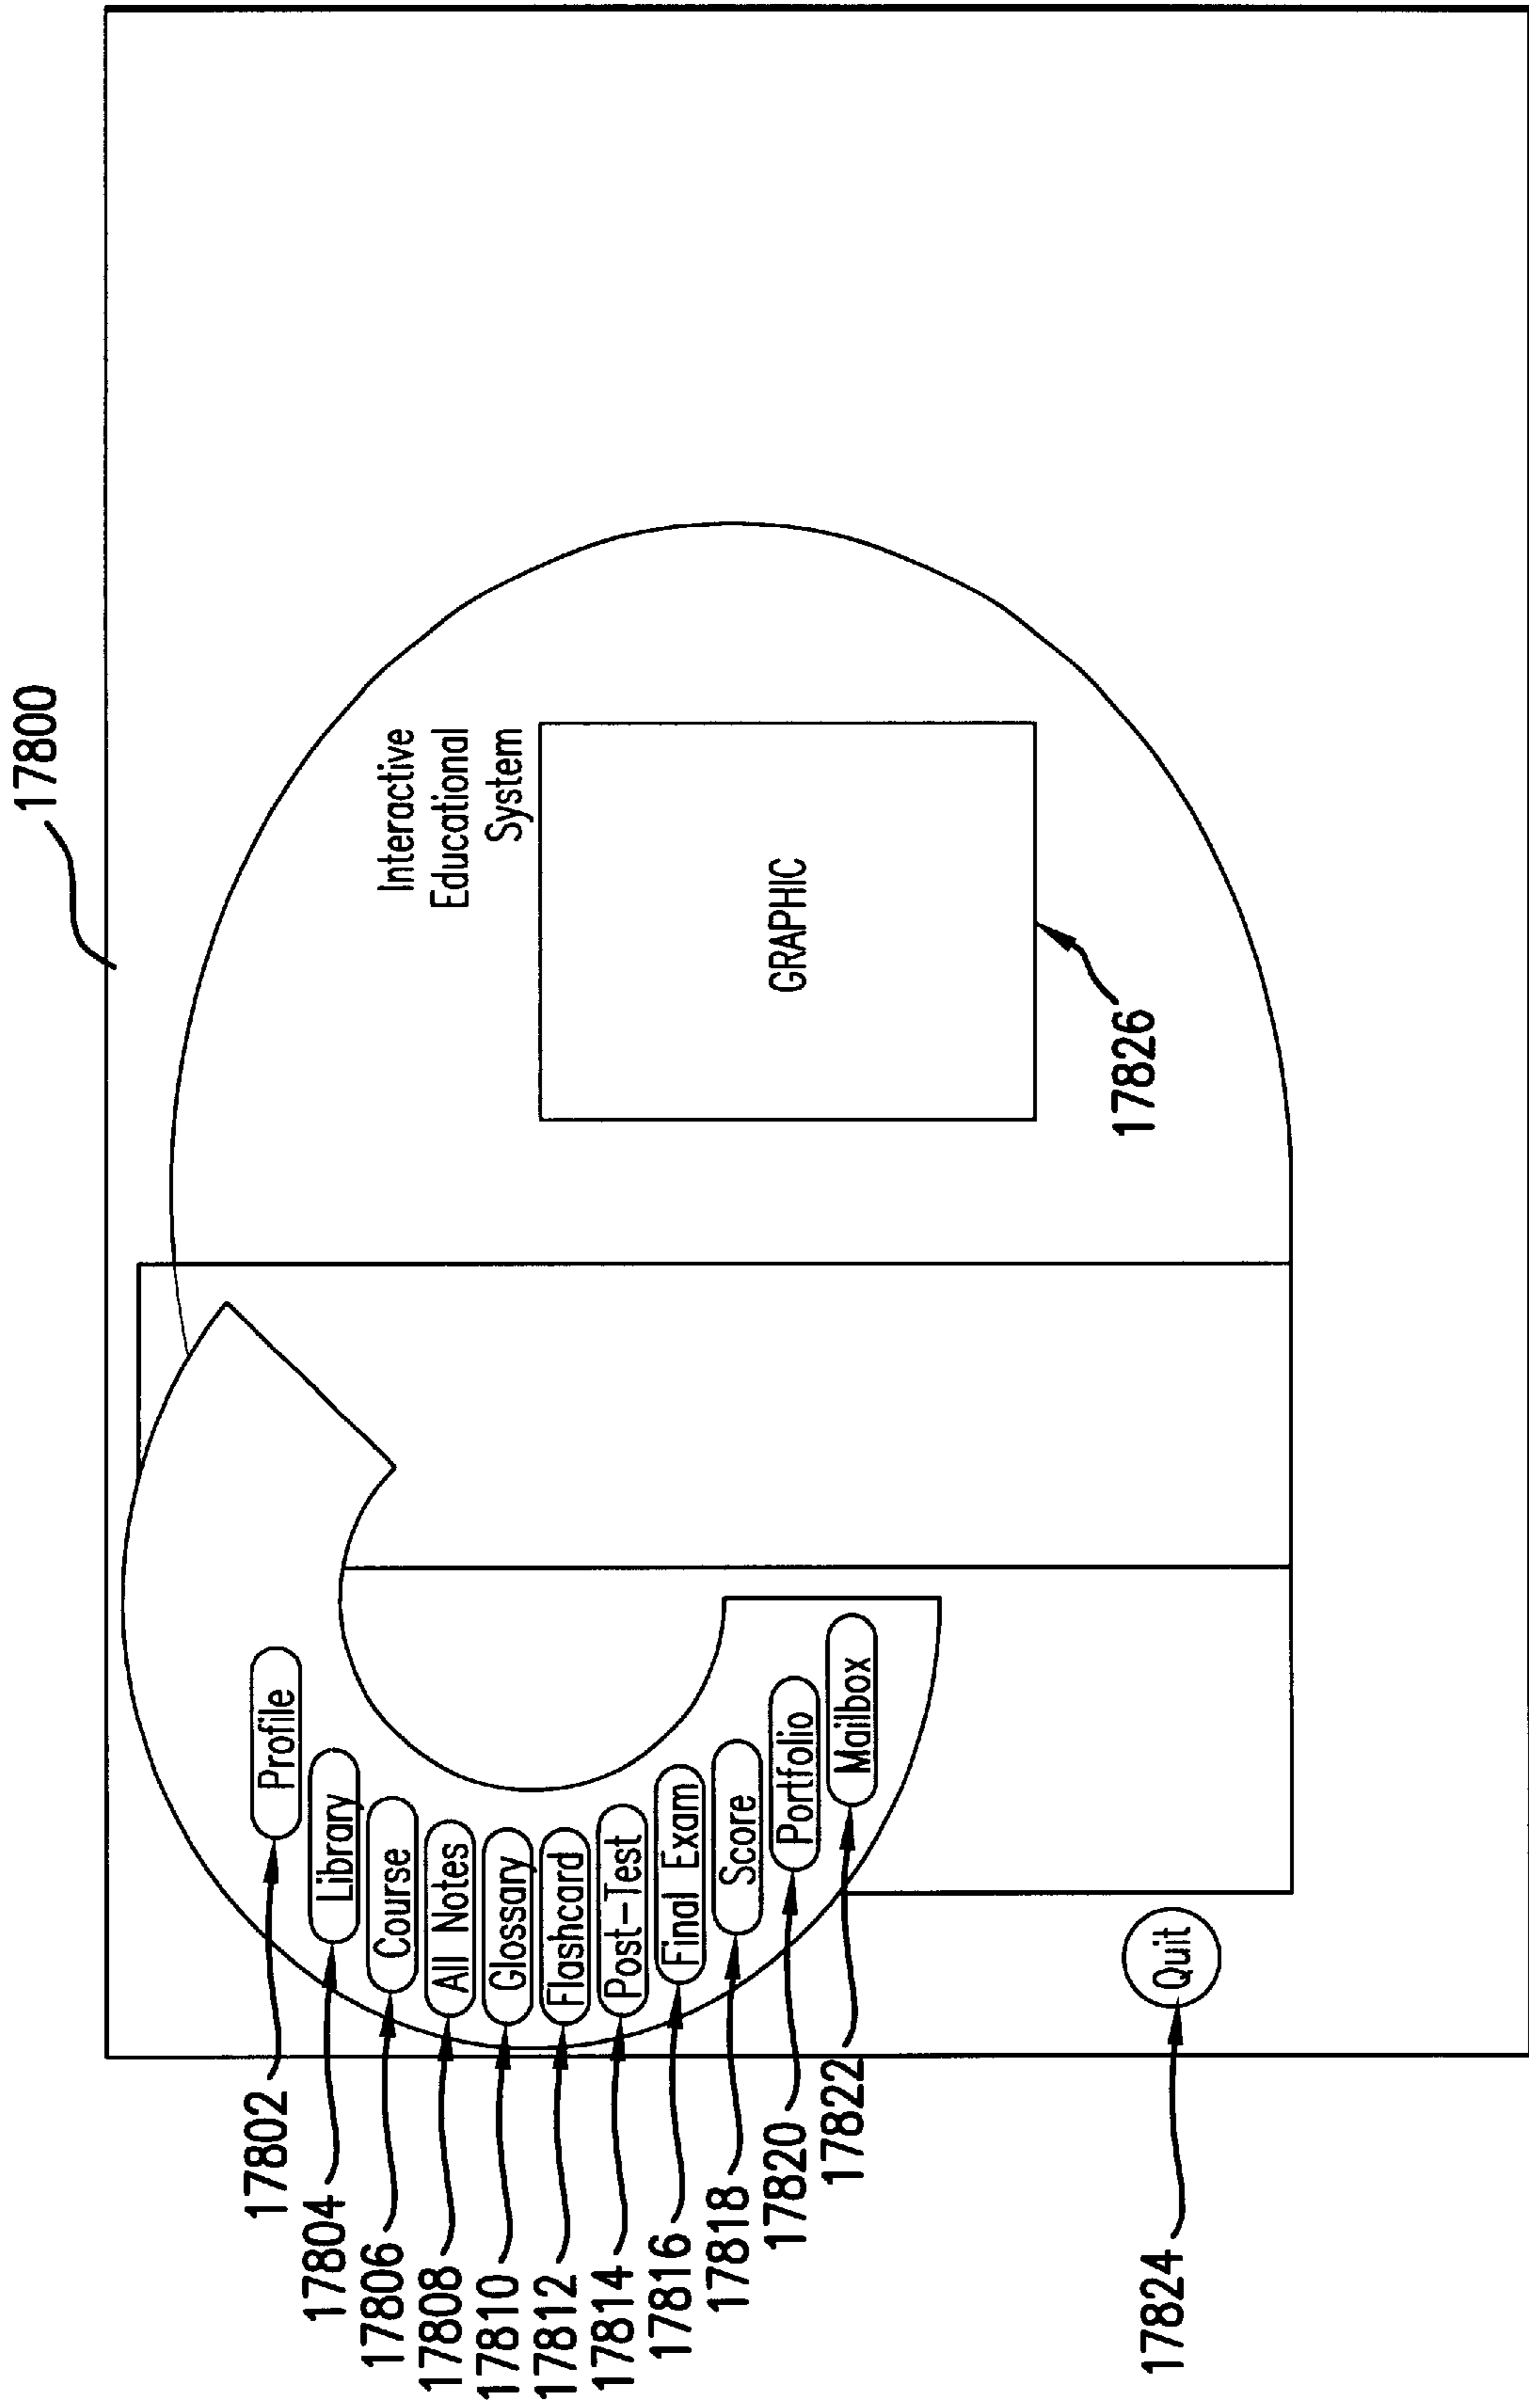 17800
Interactive
Educational
System
GRAPHIC
17826
17802
Profile
17804
Library
17806
Course
17808
All Notes
17810
Glossary
17812
Flashcard
17814
Post-Test
17816
Final Exam
17818
Score
17820
Portfolio
17822
Mailbox
17824
Quit